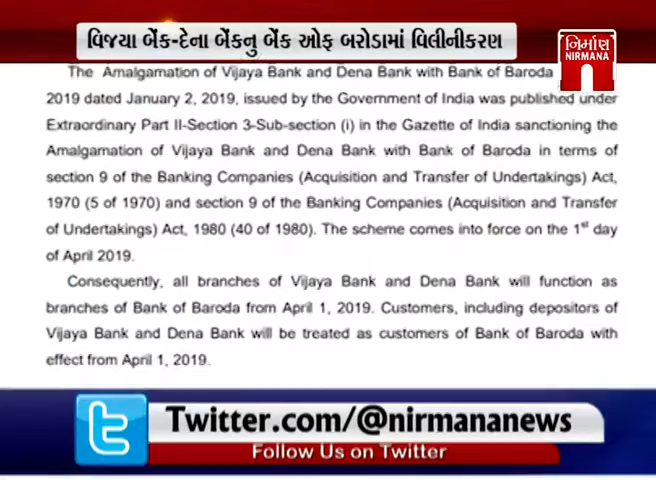 વિજયા બેંક-દેના બેંકનુ બેંક ઓફ બરોડામાં વિલીનીકરણ
નિર્માણ
NIRMANA
The Amalgamation of Vijaya Bank and Dena Bank with Bank of Baroda
2019 dated January 2, 2019, issued by the Government of India was published under
Extraordinary Part II-Section 3-Sub-section (i) in the Gazette of India sanctioning the
Amalgamation of Vijaya Bank and Dena Bank with Bank of Baroda in terms of
section 9 of the Banking Companies (Acquisition and Transfer of Undertakings) Act,
1970 (5 of 1970) and section 9 of the Banking Companies (Acquisition and Transfer
of Undertakings) Act, 1980 (40 of 1980). The scheme comes into force on the 1st day
of April 2019.
Consequently, all branches of Vijaya Bank and Dena Bank will function as
branches of Bank of Baroda from April 1, 2019. Customers, including depositors of
Vijaya Bank and Dena Bank will be treated as customers of Bank of Baroda with
effect from April 1, 2019.
Twitter.com/@nirmananews
Follow Us on Twitter